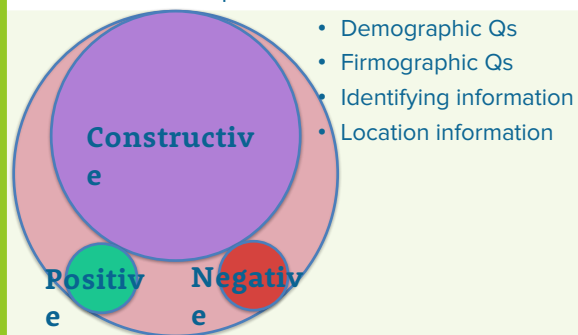 • Demographic Qs
• Firmographic Qs
• Identifying information
• Location information
Constructiv
e
Positiv
e
Negativ
e